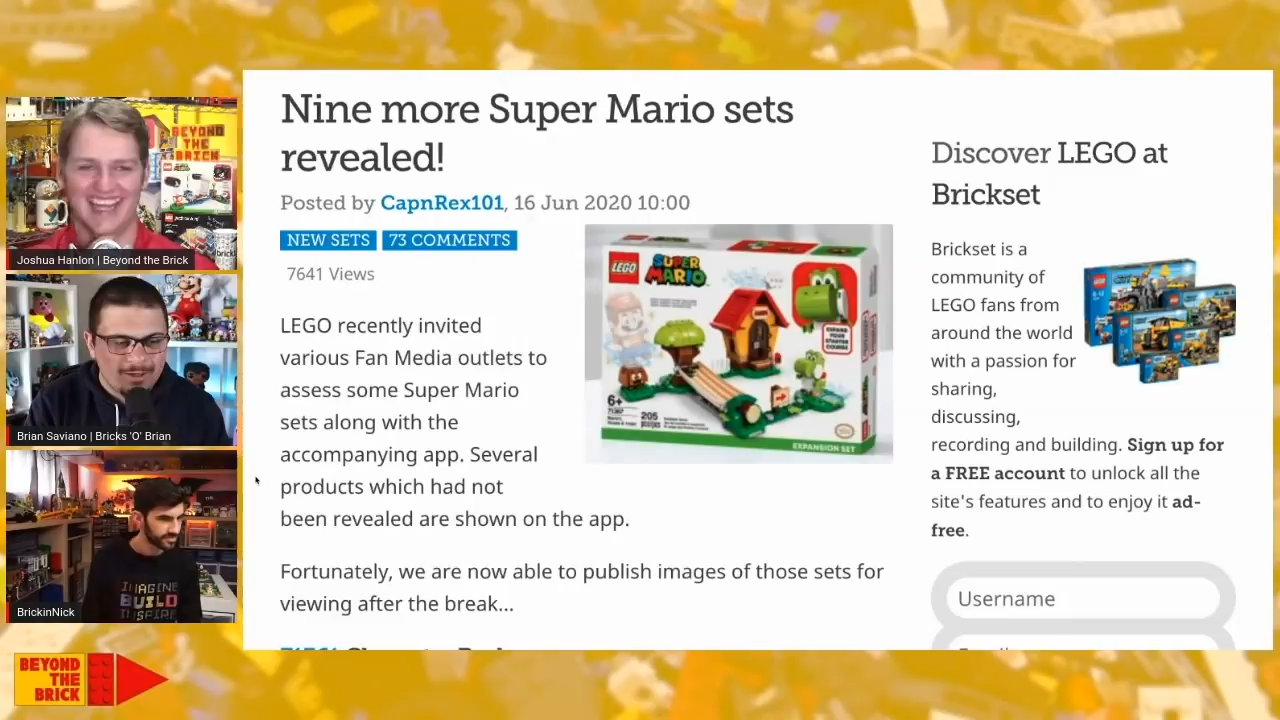 Nine more Super Mario sets
revealed!
Posted by CapnRex101, 16 Jun 2020 10:00
NEW SETS 73 COMMENTS
7641 Views
LEGO recently invited
various Fan Media outlets to
assess some Super Mario
sets along with the
accompanying app. Several
products which had not
been revealed are shown on the app.
Fortunately, we are now able to publish images of those sets for
viewing after the break...
LEGO
SUPER
MARIO
EXPAND
YOUR
STARTER
COURSE
6+
205
EXPANSION SET
Discover LEGO at
Brickset
Brickset is a
community of
LEGO fans from
around the world
with a passion for
sharing,
discussing,
recording and building. Sign up for
a FREE account to unlock all the
site's features and to enjoy it ad-
free.
Username
BEYOND
THE
BRICK
Joshua Hanlon | Beyond the Brick
Brian Saviano | Bricks 'O' Brian
IMAGINE
BUILD
INSPIRE
BrickinNick
BEYOND
THE
BRICK